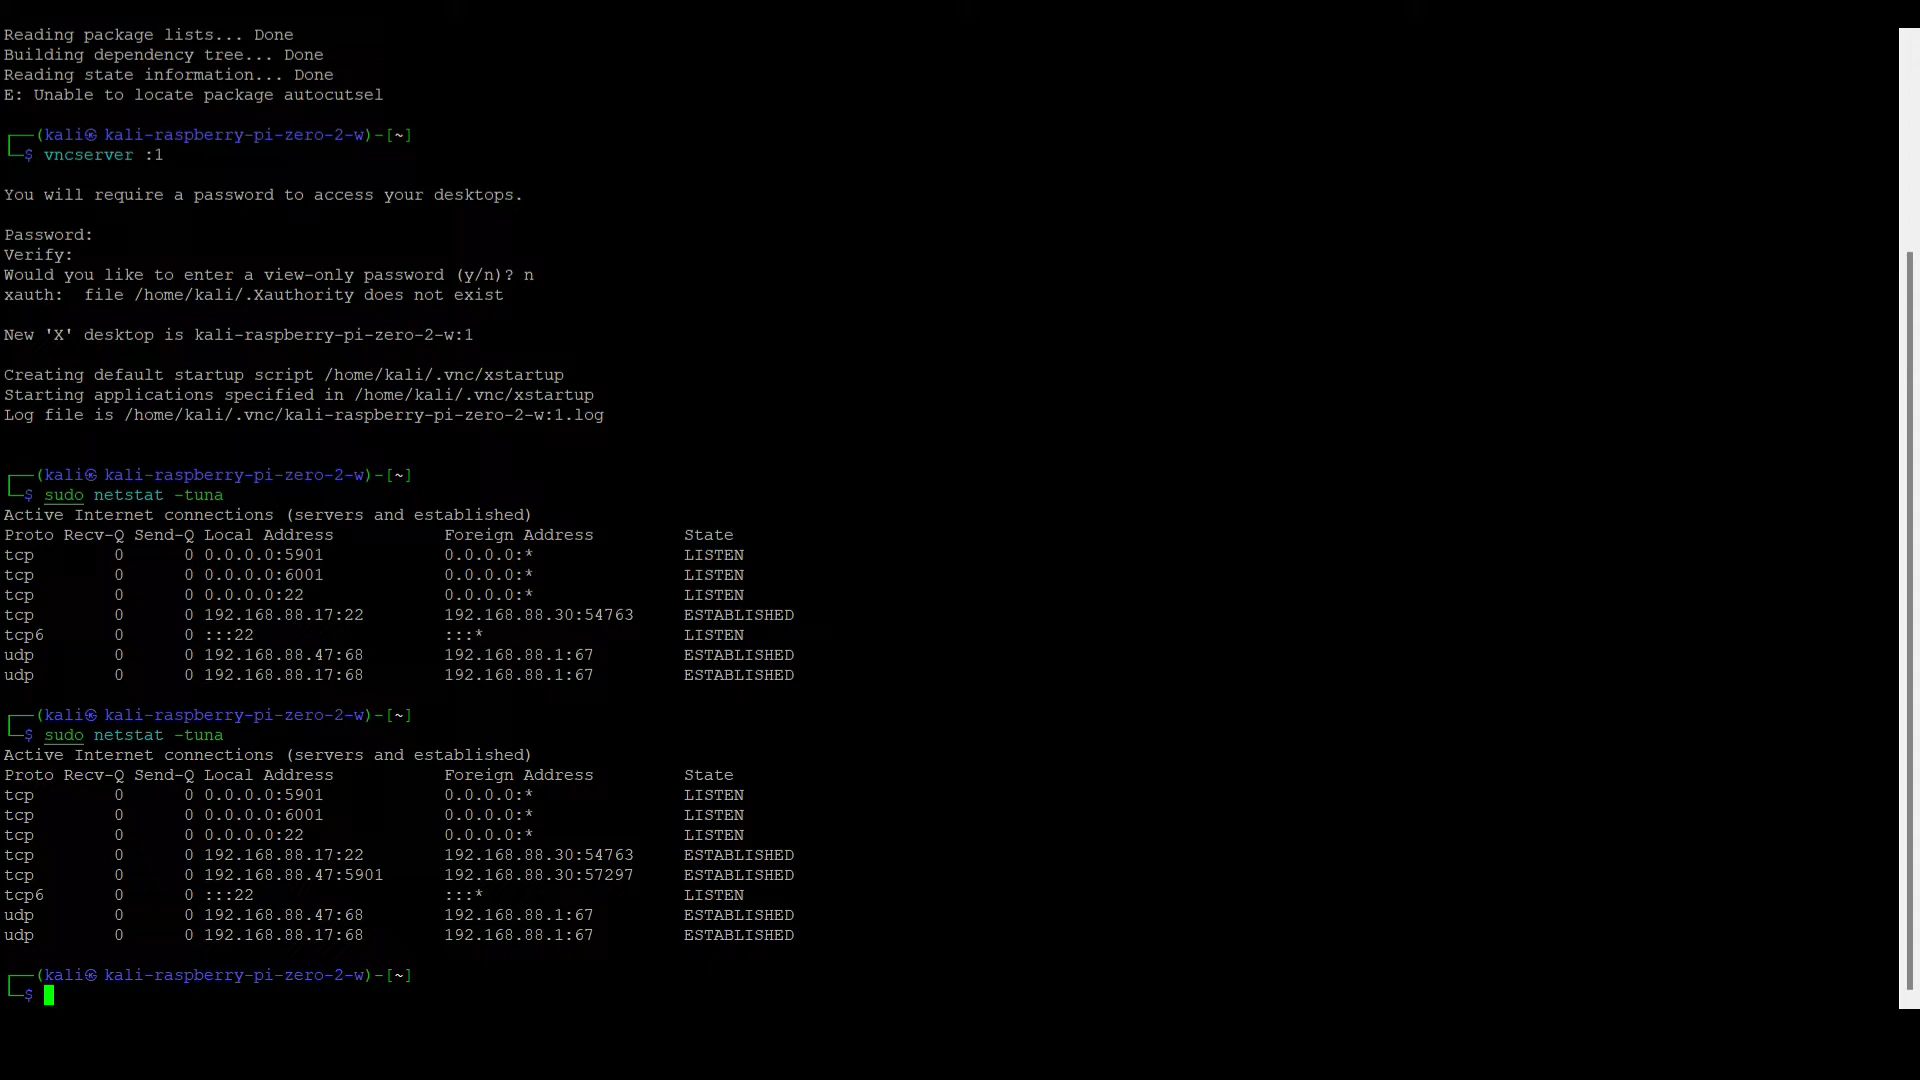 Reading package lists... Done
Building dependency tree... Done
Reading state information... Done
E: Unable to locate package autocutsel
┌──(kali㉿ kali-raspberry-pi-zero-2-w)-[~]
└─$ vncserver :1
You will require a password to access your desktops.
Password:
Verify:
Would you like to enter a view-only password (y/n)? n
xauth:  file /home/kali/.Xauthority does not exist
New 'X' desktop is kali-raspberry-pi-zero-2-w:1
Creating default startup script /home/kali/.vnc/xstartup
Starting applications specified in /home/kali/.vnc/xstartup
Log file is /home/kali/.vnc/kali-raspberry-pi-zero-2-w:1.log
┌──(kali㉿ kali-raspberry-pi-zero-2-w)-[~]
└─$ sudo netstat -tuna
Active Internet connections (servers and established)
Proto Recv-Q Send-Q Local Address           Foreign Address         State
tcp        0      0 0.0.0.0:5901            0.0.0.0:*               LISTEN
tcp        0      0 0.0.0.0:6001            0.0.0.0:*               LISTEN
tcp        0      0 0.0.0.0:22              0.0.0.0:*               LISTEN
tcp        0      0 192.168.88.17:22        192.168.88.30:54763     ESTABLISHED
tcp6       0      0 :::22                   :::*                    LISTEN
udp        0      0 192.168.88.47:68        192.168.88.1:67         ESTABLISHED
udp        0      0 192.168.88.17:68        192.168.88.1:67         ESTABLISHED
┌──(kali㉿ kali-raspberry-pi-zero-2-w)-[~]
└─$ sudo netstat -tuna
Active Internet connections (servers and established)
Proto Recv-Q Send-Q Local Address           Foreign Address         State
tcp        0      0 0.0.0.0:5901            0.0.0.0:*               LISTEN
tcp        0      0 0.0.0.0:6001            0.0.0.0:*               LISTEN
tcp        0      0 0.0.0.0:22              0.0.0.0:*               LISTEN
tcp        0      0 192.168.88.17:22        192.168.88.30:54763     ESTABLISHED
tcp        0      0 192.168.88.47:5901      192.168.88.30:57297     ESTABLISHED
tcp6       0      0 :::22                   :::*                    LISTEN
udp        0      0 192.168.88.47:68        192.168.88.1:67         ESTABLISHED
udp        0      0 192.168.88.17:68        192.168.88.1:67         ESTABLISHED
┌──(kali㉿ kali-raspberry-pi-zero-2-w)-[~]
└─$